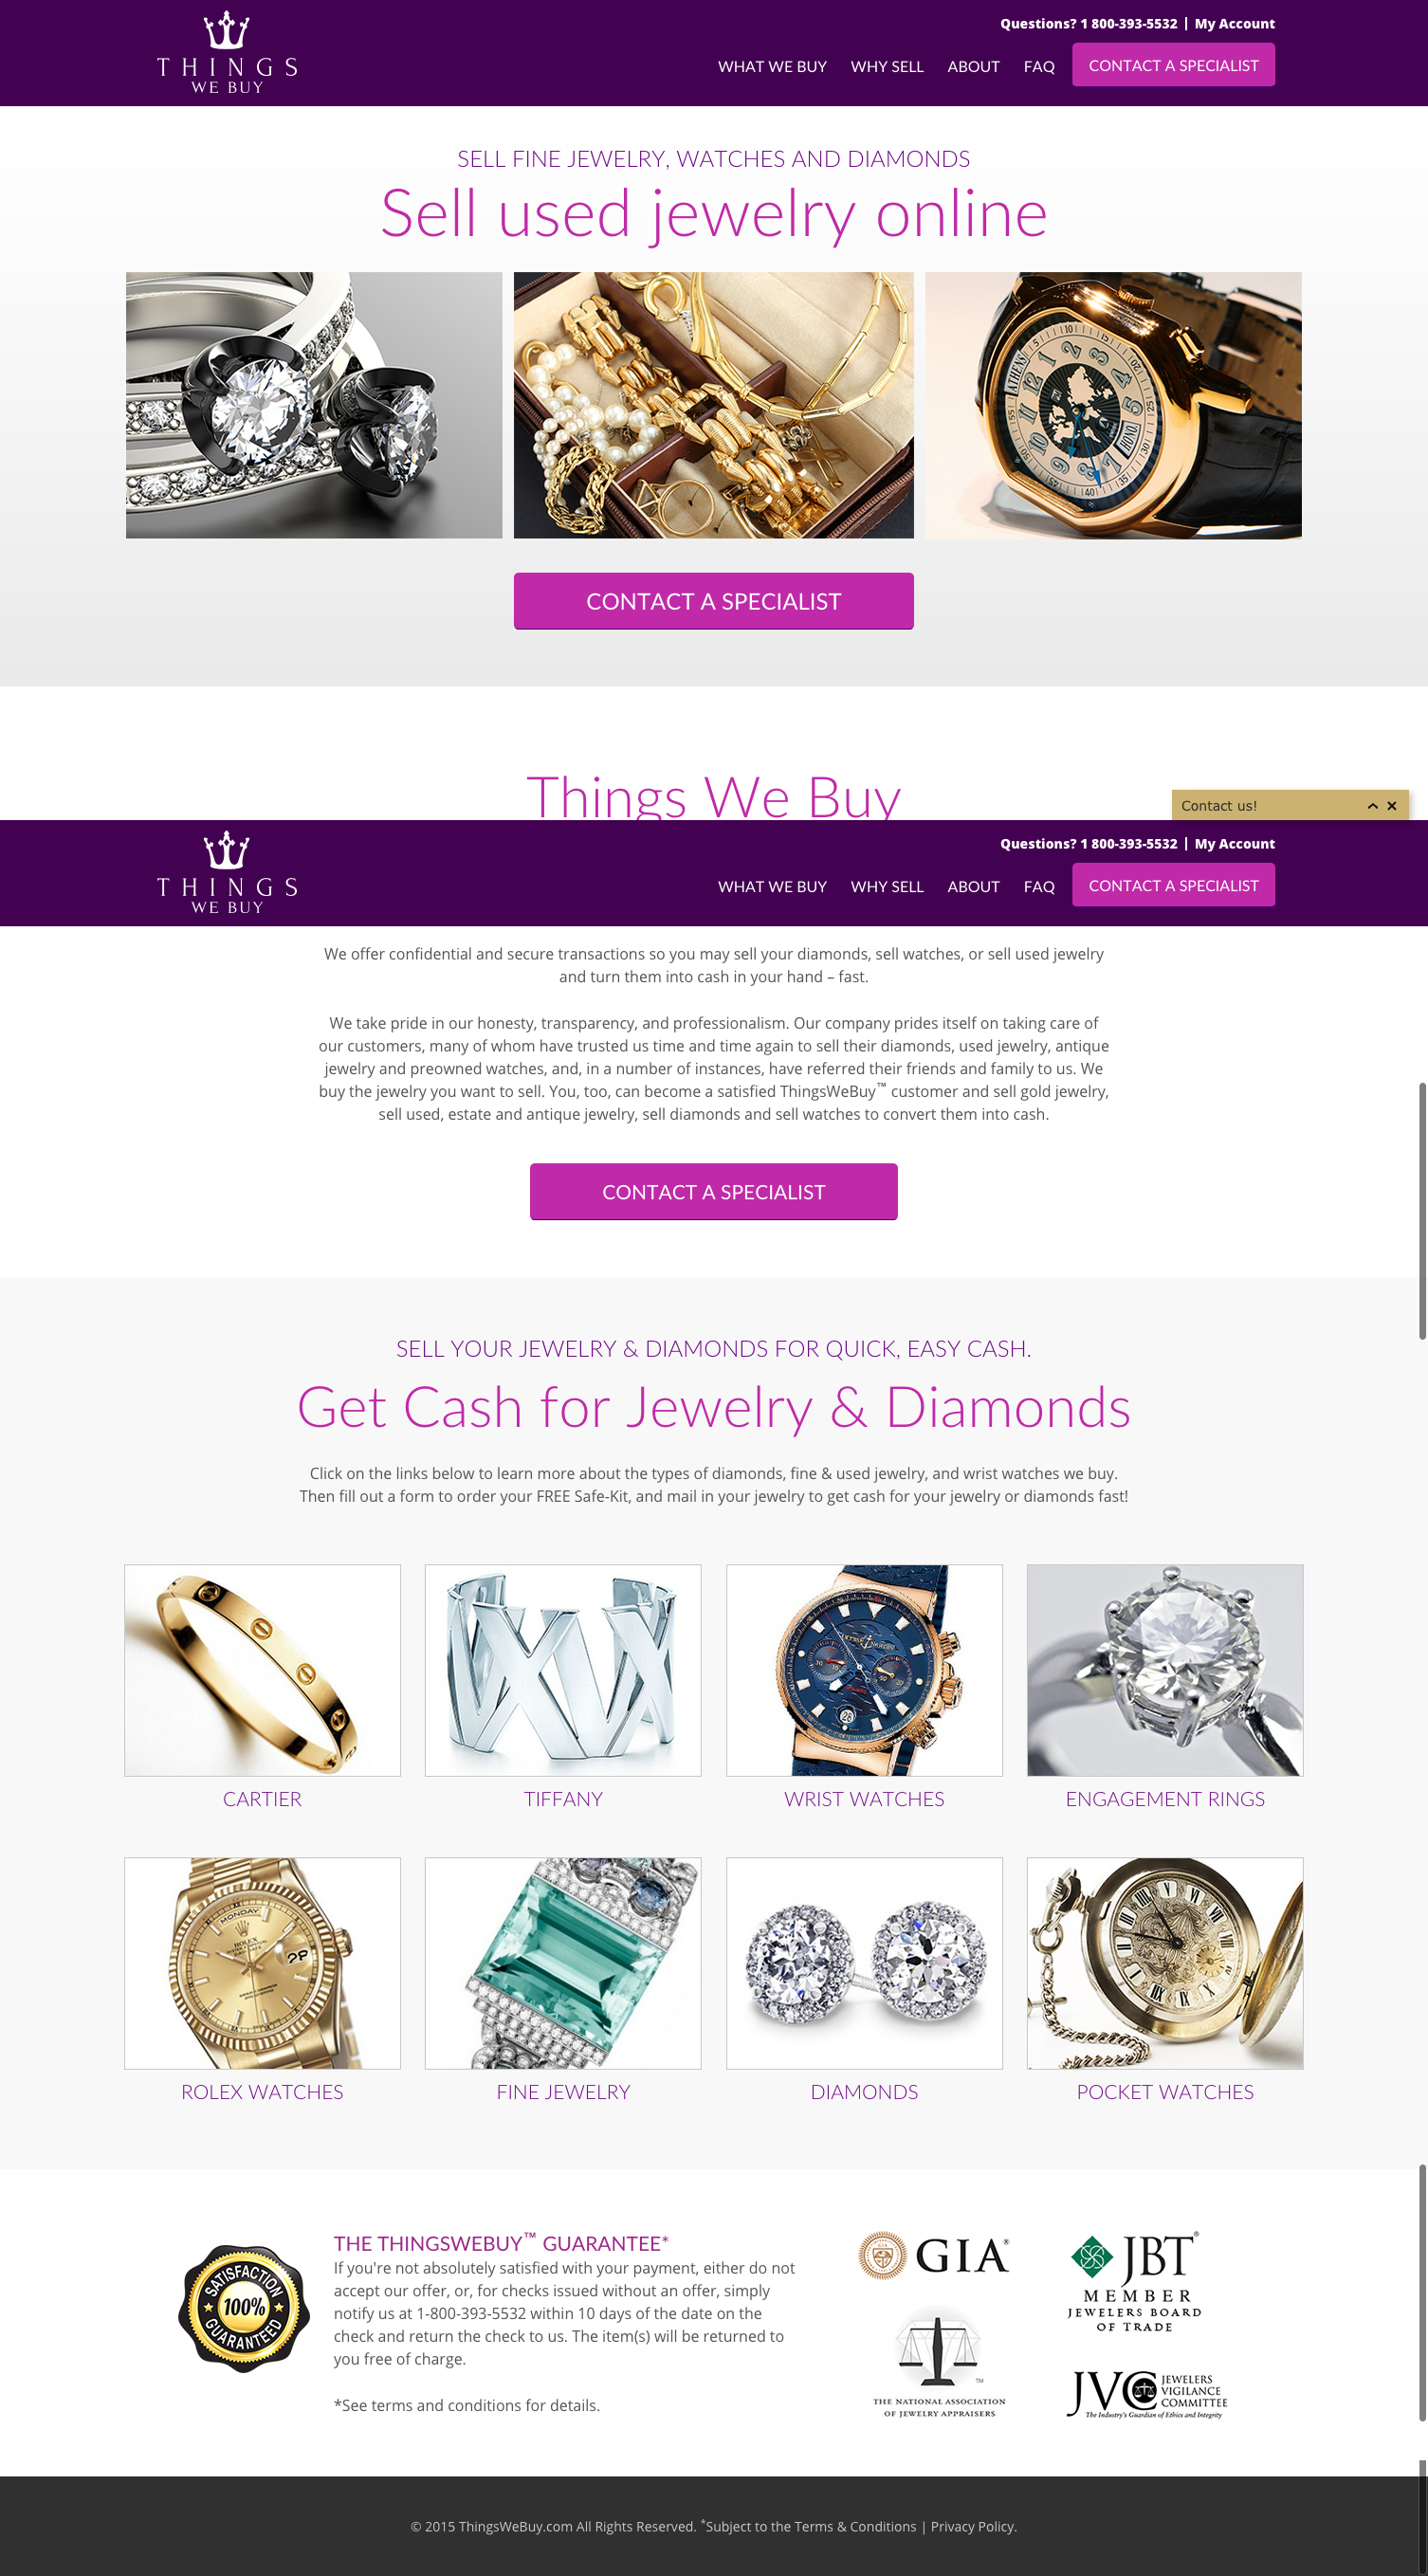 THINGS
WE BUY
Questions? 1 800-393-5532 | My Account
WHAT WE BUY WHY SELL ABOUT FAQ CONTACT A SPECIALIST
SELL FINE JEWELRY, WATCHES AND DIAMONDS
Sell used jewelry online
ATHENS
CONTACT A SPECIALIST
Things We Buy
Contact us!
THINGS
WE BUY
Questions? 1 800-393-5532 | My Account
WHAT WE BUY WHY SELL ABOUT FAQ CONTACT A SPECIALIST
We offer confidential and secure transactions so you may sell your diamonds, sell watches, or sell used jewelry
and turn them into cash in your hand – fast.
We take pride in our honesty, transparency, and professionalism. Our company prides itself on taking care of
our customers, many of whom have trusted us time and time again to sell their diamonds, used jewelry, antique
jewelry and preowned watches, and, in a number of instances, have referred their friends and family to us. We
buy the jewelry you want to sell. You, too, can become a satisfied ThingsWeBuy™ customer and sell gold jewelry,
sell used, estate and antique jewelry, sell diamonds and sell watches to convert them into cash.
CONTACT A SPECIALIST
SELL YOUR JEWELRY & DIAMONDS FOR QUICK, EASY CASH.
Get Cash for Jewelry & Diamonds
Click on the links below to learn more about the types of diamonds, fine & used jewelry, and wrist watches we buy.
Then fill out a form to order your FREE Safe-Kit, and mail in your jewelry to get cash for your jewelry or diamonds fast!
CARTIER
TIFFANY
WRIST WATCHES
ENGAGEMENT RINGS
MONDAY
ROLEX
ROLEX WATCHES
FINE JEWELRY
DIAMONDS
POCKET WATCHES
SATISFACTION
100%
GUARANTEED
THE THINGSWEBUY™ GUARANTEE*
If you're not absolutely satisfied with your payment, either do not
accept our offer, or, for checks issued without an offer, simply
notify us at 1-800-393-5532 within 10 days of the date on the
check and return the check to us. The item(s) will be returned to
you free of charge.
*See terms and conditions for details.
GIA®
JBT®
MEMBER
JEWELERS BOARD
OF TRADE
THE NATIONAL ASSOCIATION
OF JEWELRY APPRAISERS
™
JVC JEWELERS
VIGILANCE
COMMITTEE
The Industry's Guardian of Ethics and Integrity
© 2015 ThingsWeBuy.com All Rights Reserved. *Subject to the Terms & Conditions | Privacy Policy.